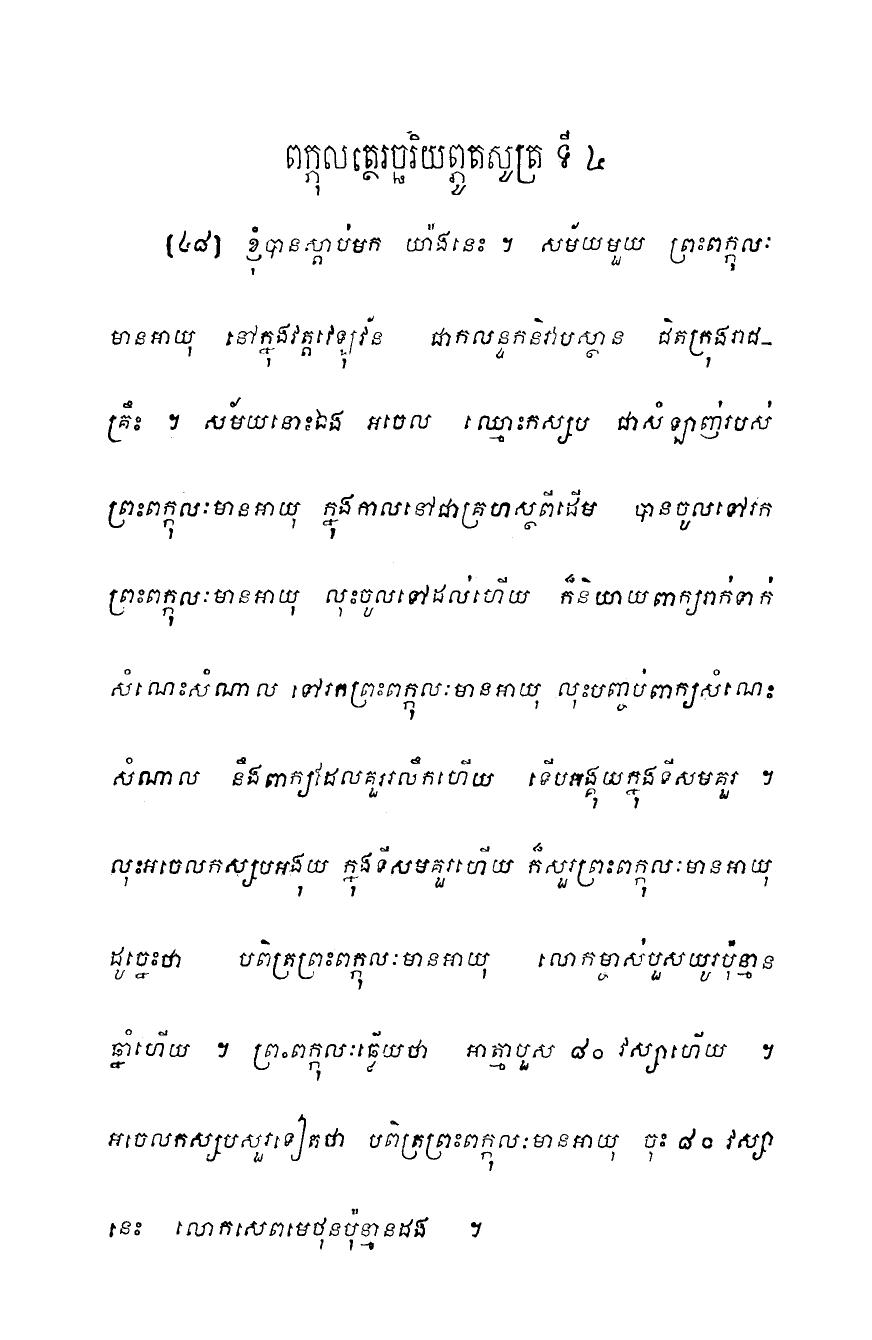 ពក្កុលត្ថេរច្ឆរិយព្ភូតសូត្រ ទី ៤
[៤៨] ខ្ញុំបានស្តាប់មក យ៉ាងនេះ ។ សម័យមួយ ព្រះពក្កុលៈ
មានអាយុ នៅក្នុងវត្តវេឡុវ័ន ជាកលន្ទកនិវាបស្ថាន ជិតក្រុងរាជ-
គ្រឹះ ។ សម័យនោះឯង អចេល ឈ្មោះកស្សប ជាសំឡាញ់របស់
ព្រះពក្កុលៈមានអាយុ ក្នុងកាលនៅជាគ្រហស្ថពីដើម បានចូលទៅរក
ព្រះពក្កុលៈមានអាយុ លុះចូលទៅដល់ហើយ ក៏និយាយពាក្យរាក់ទាក់
សំណេះសំណាល ទៅរកព្រះពក្កុលៈមានអាយុ លុះបញ្ចប់ពាក្យសំណេះ
សំណាល នឹងពាក្យដែលគួររលឹកហើយ ទើបអង្គុយក្នុងទីសមគួរ ។
លុះអចេលកស្សបអង្គុយ ក្នុងទីសមគួរហើយ ក៏សួរព្រះពក្កុលៈមានអាយុ
ដូច្នេះថា បពិត្រព្រះពក្កុលៈមានអាយុ លោកម្ចាស់បួសយូរប៉ុន្មាន
ឆ្នាំហើយ ។ ព្រះពក្កុលៈឆ្លើយថា អាត្មាបួស ៨០ វស្សាហើយ ។
អចេលកស្សបសួរទៀតថា បពិត្រព្រះពក្កុលៈមានអាយុ ចុះ ៨០ វស្សា
នេះ លោកសេពមេថុនប៉ុន្មានដង ។